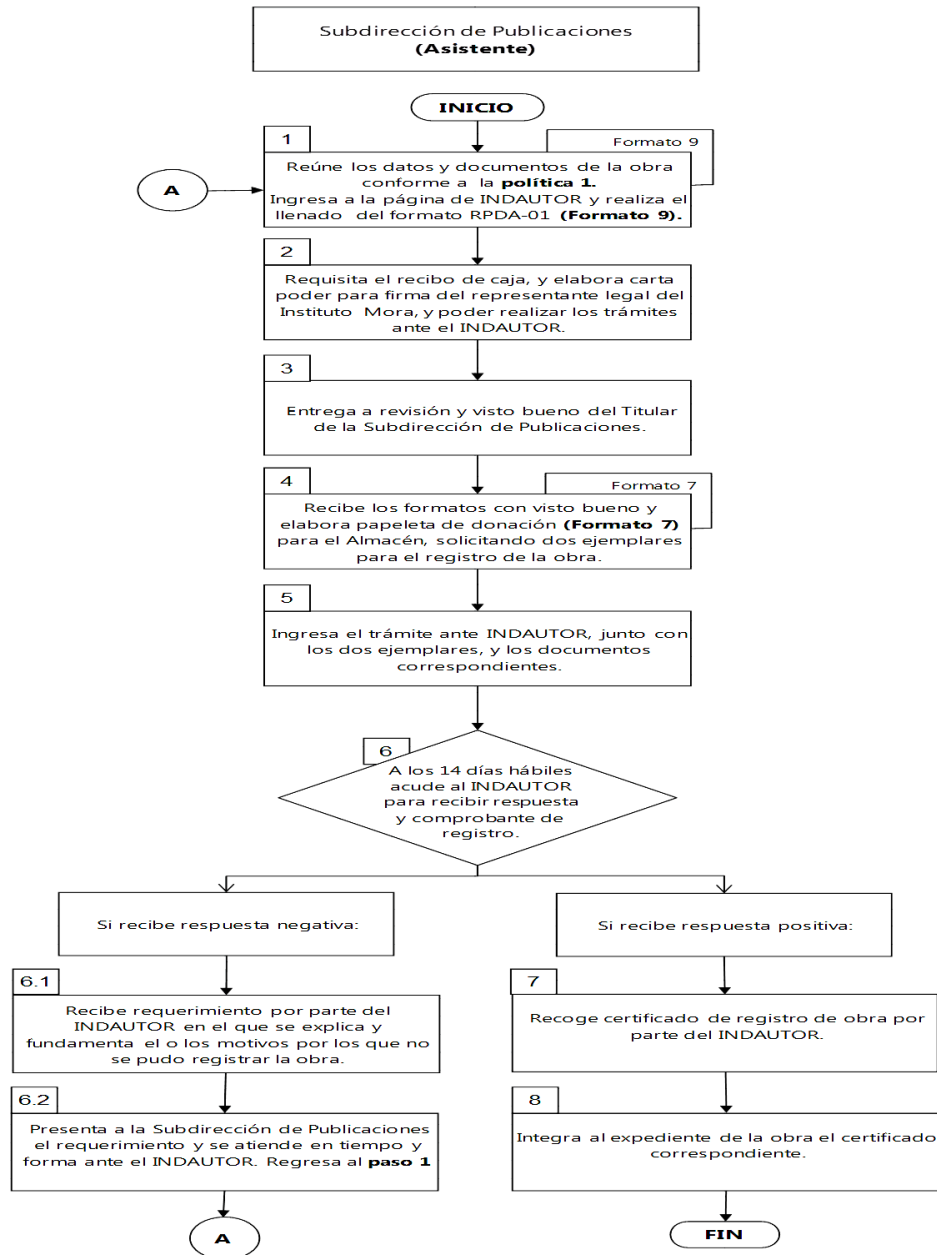 Subdirección de Publicaciones
(Asistente)
INICIO
1
Formato 9
Reúne los datos y documentos de la obra
conforme a la política 1.
Ingresa a la página de INDAUTOR y realiza el
llenado del formato RPDA-01 (Formato 9).
A
2
Requisita el recibo de caja, y elabora carta
poder para firma del representante legal del
Instituto Mora, y poder realizar los trámites
ante el INDAUTOR.
3
Entrega a revisión y visto bueno del Titular
de la Subdirección de Publicaciones.
4
Formato 7
Recibe los formatos con visto bueno y
elabora papeleta de donación (Formato 7)
para el Almacén, solicitando dos ejemplares
para el registro de la obra.
5
Ingresa el trámite ante INDAUTOR, junto con
los dos ejemplares, y los documentos
correspondientes.
6
A los 14 días hábiles
acude al INDAUTOR
para recibir respuesta
y comprobante de
registro.
Si recibe respuesta negativa:
Si recibe respuesta positiva:
6.1
Recibe requerimiento por parte del
INDAUTOR en el que se explica y
fundamenta el o los motivos por los que no
se pudo registrar la obra.
7
Recoge certificado de registro de obra por
parte del INDAUTOR.
6.2
Presenta a la Subdirección de Publicaciones
el requerimiento y se atiende en tiempo y
forma ante el INDAUTOR. Regresa al paso 1
8
Integra al expediente de la obra el certificado
correspondiente.
A
FIN